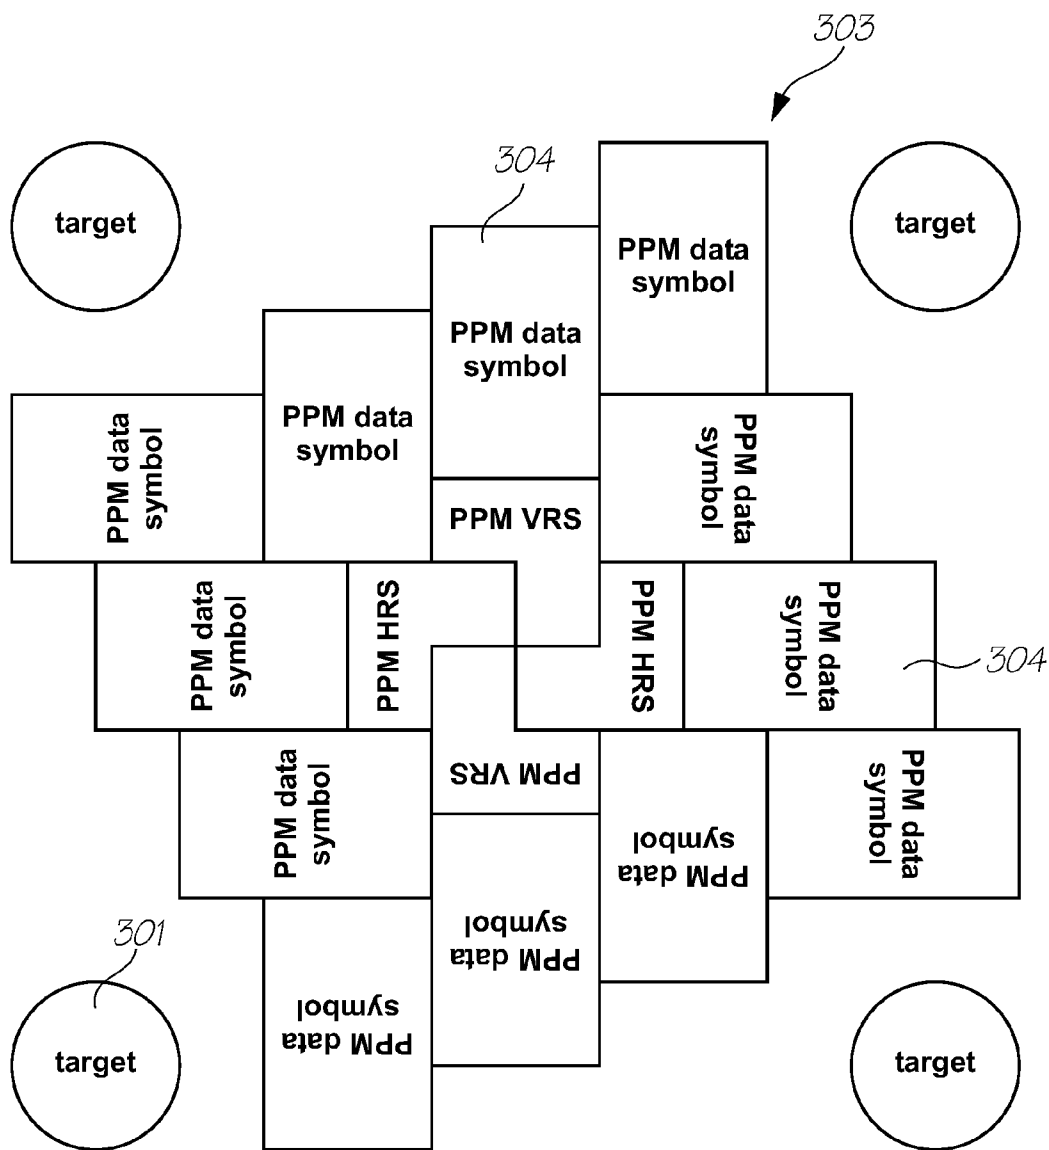 303
304
target
target
PPM data
symbol
PPM data
symbol
PPM data
symbol
PPM data
symbol
PPM data
symbol
PPM VRS
PPM data
symbol
PPM HRS
PPM HRS
PPM data
symbol
304
PPM data
symbol
PPM VRS
PPM data
symbol
PPM data
symbol
PPM data
symbol
PPM data
symbol
301
target
target